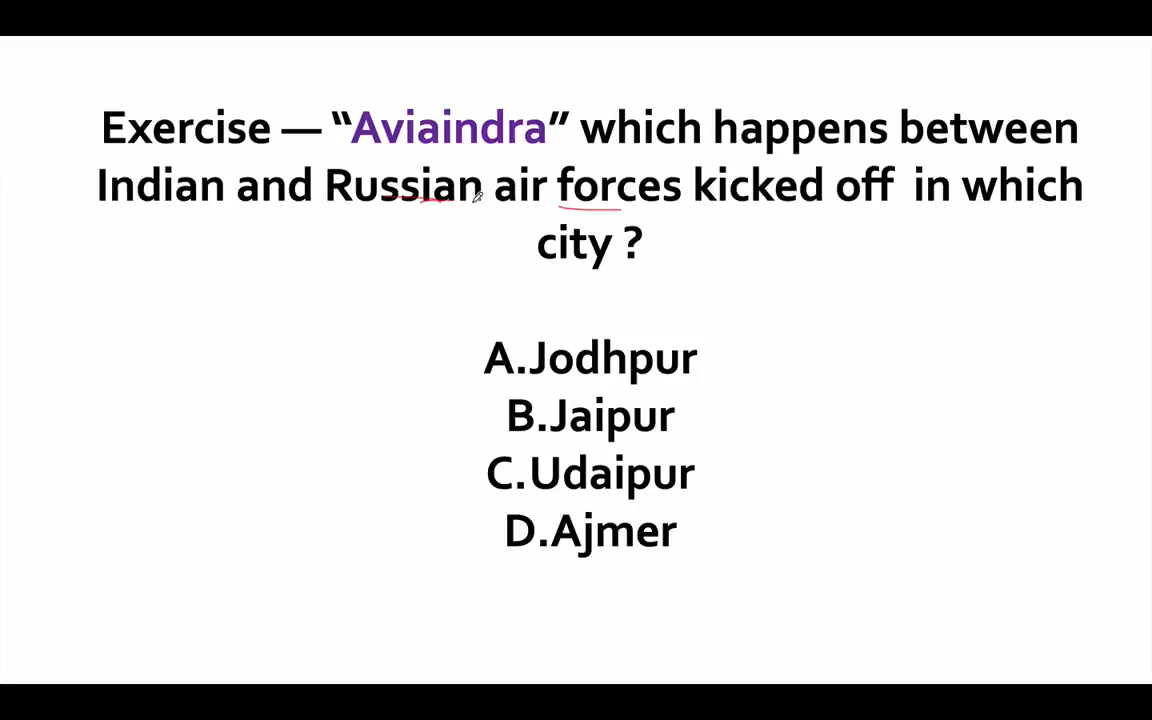 Exercise — “Aviaindra” which happens between
Indian and Russian air forces kicked off in which
city ?
A.Jodhpur
B.Jaipur
C.Udaipur
D.Ajmer